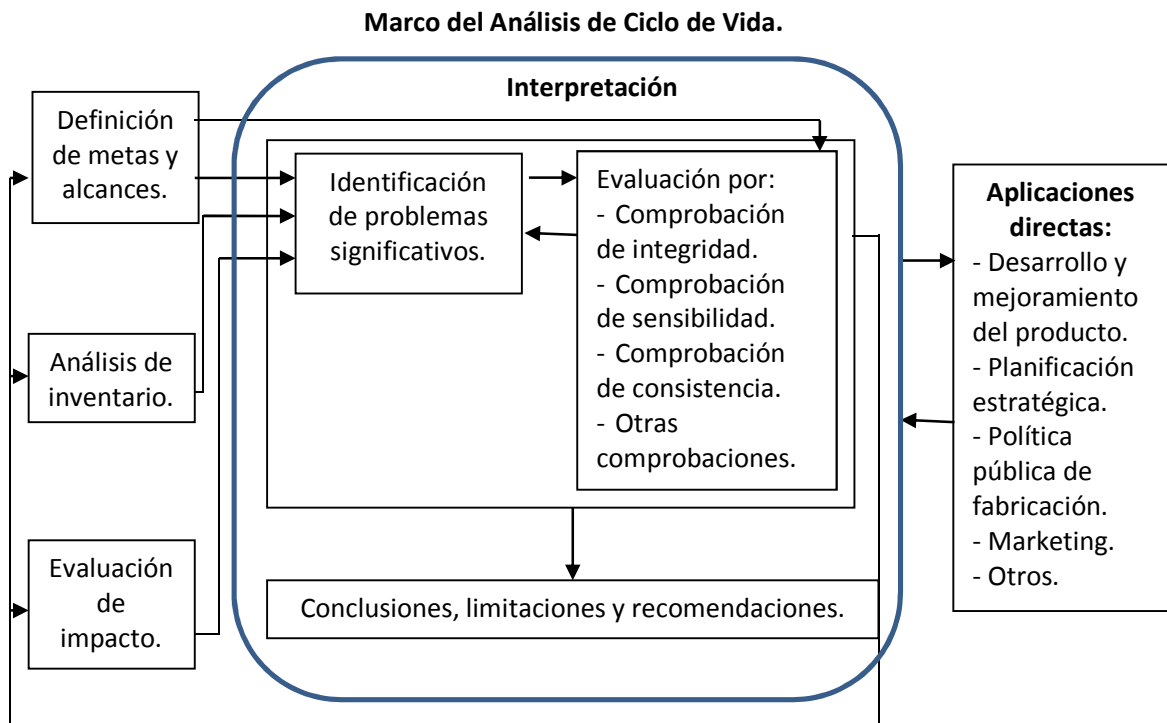 Marco del Análisis de Ciclo de Vida.
Interpretación
Definición
de metas y
alcances.
Análisis de
inventario.
Evaluación
de
impacto.
Identificación
de problemas
significativos.
Evaluación por:
- Comprobación
de integridad.
- Comprobación
de sensibilidad.
- Comprobación
de consistencia.
- Otras
comprobaciones.
Conclusiones, limitaciones y recomendaciones.
Aplicaciones
directas:
- Desarrollo y
mejoramiento
del producto.
- Planificación
estratégica.
- Política
pública de
fabricación.
- Marketing.
- Otros.